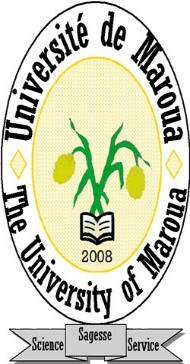 Université de Maroua
2008
The University of Maroua
Science
Sagesse
Service